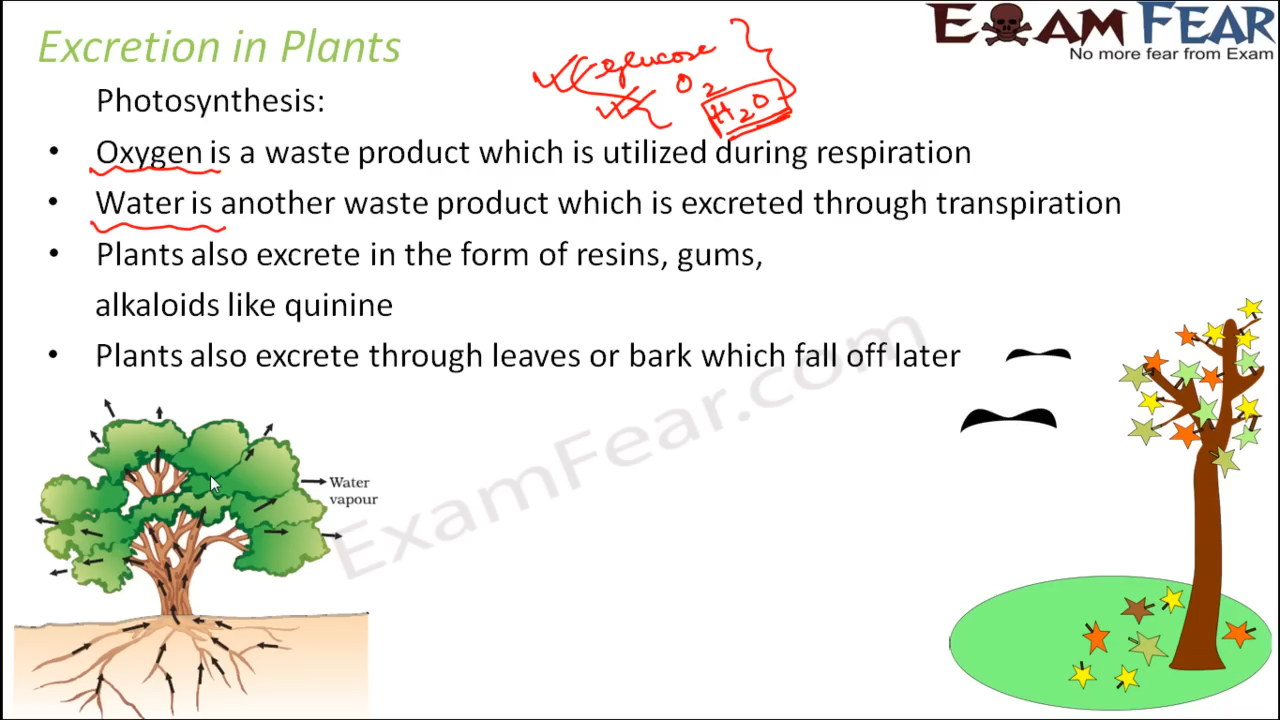 Excretion in Plants
EXAM FEAR
No more fear from Exam
glucose
O2
H2O
Photosynthesis:
• Oxygen is a waste product which is utilized during respiration
• Water is another waste product which is excreted through transpiration
• Plants also excrete in the form of resins, gums,
alkaloids like quinine
• Plants also excrete through leaves or bark which fall off later
ExamFear.com
Water
vapour